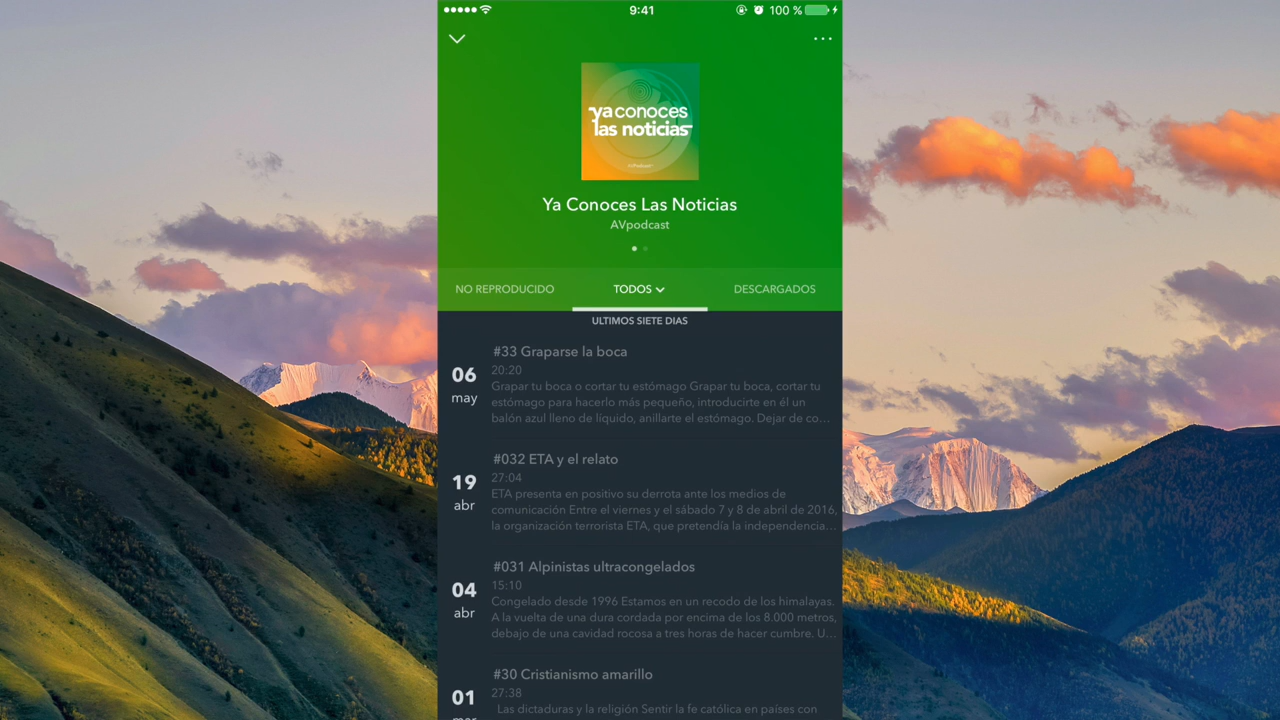 9:41
100 %
ya conoces
las noticias
AVPodcast
Ya Conoces Las Noticias
AVpodcast
NO REPRODUCIDO
TODOS
DESCARGADOS
ULTIMOS SIETE DIAS
#33 Graparse la boca
20:20
06
may
Grapar tu boca o cortar tu estómago Grapar tu boca, cortar tu
estómago para hacerlo más pequeño, introducirte en él un
balón azul lleno de líquido, anillarte el estómago. Dejar de co...
#032 ETA y el relato
27:04
19
abr
ETA presenta en positivo su derrota ante los medios de
comunicación Entre el viernes y el sábado 7 y 8 de abril de 2016,
la organización terrorista ETA, que pretendía la independencia...
#031 Alpinistas ultracongelados
15:10
04
abr
Congelado desde 1996 Estamos en un recodo de los himalayas.
A la vuelta de una dura cordada por encima de los 8.000 metros,
debajo de una cavidad rocosa a tres horas de hacer cumbre. U...
#30 Cristianismo amarillo
27:38
01
Las dictaduras y la religión Sentir la fe católica en países con